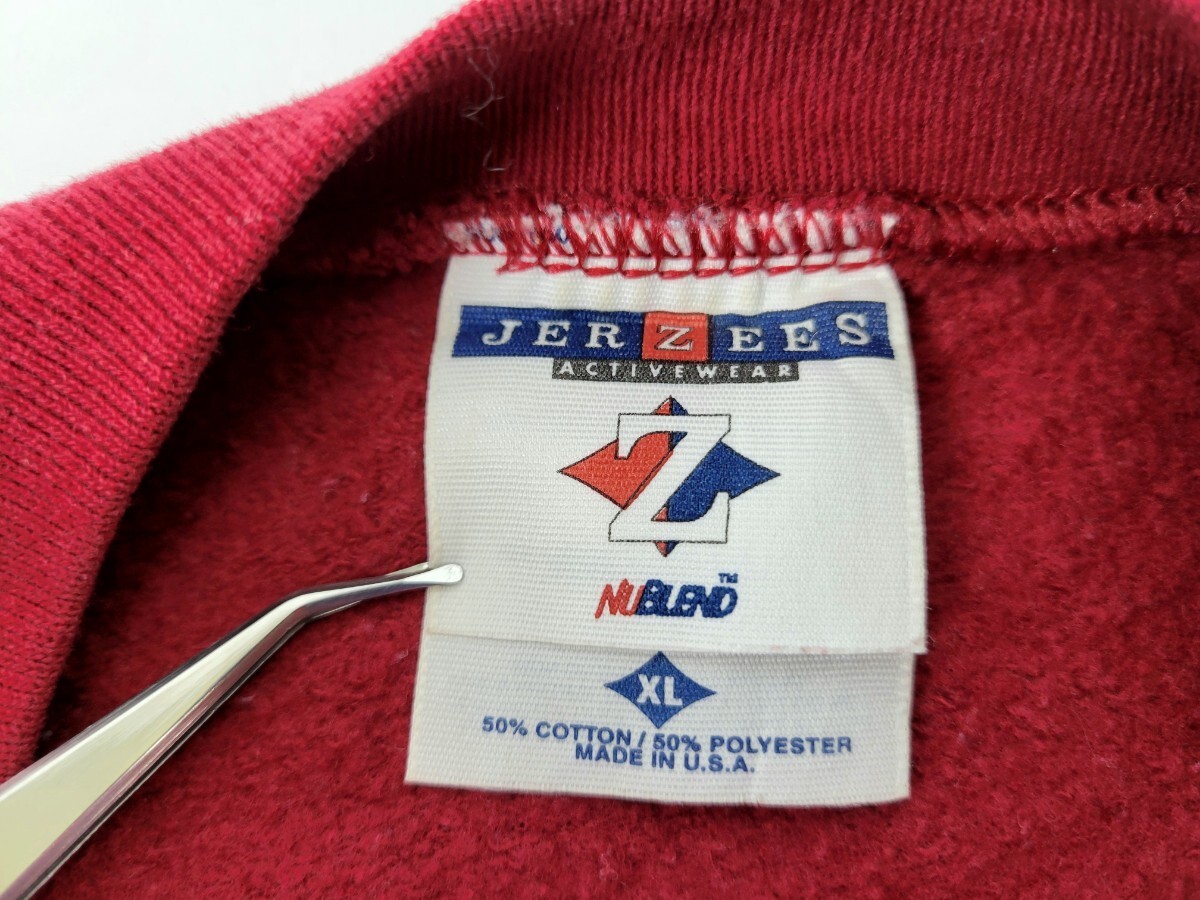 JERZEES
ACTIVEWEAR
Z
NUBLEND™
XL
50% COTTON / 50% POLYESTER
MADE IN U.S.A.